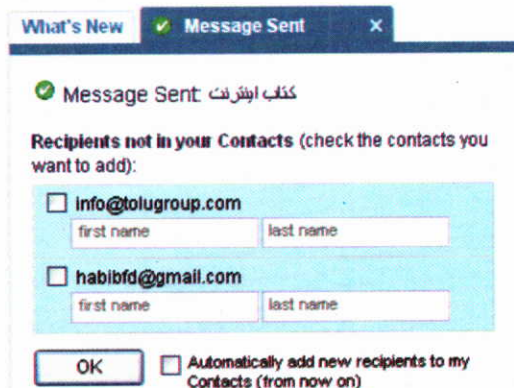 What's New
Message Sent
x
Message Sent: کتاب اینترنت
Recipients not in your Contacts (check the contacts you
want to add):
info@tolugroup.com
first name last name
habibfd@gmail.com
first name last name
OK
Automatically add new recipients to my
Contacts (from now on)